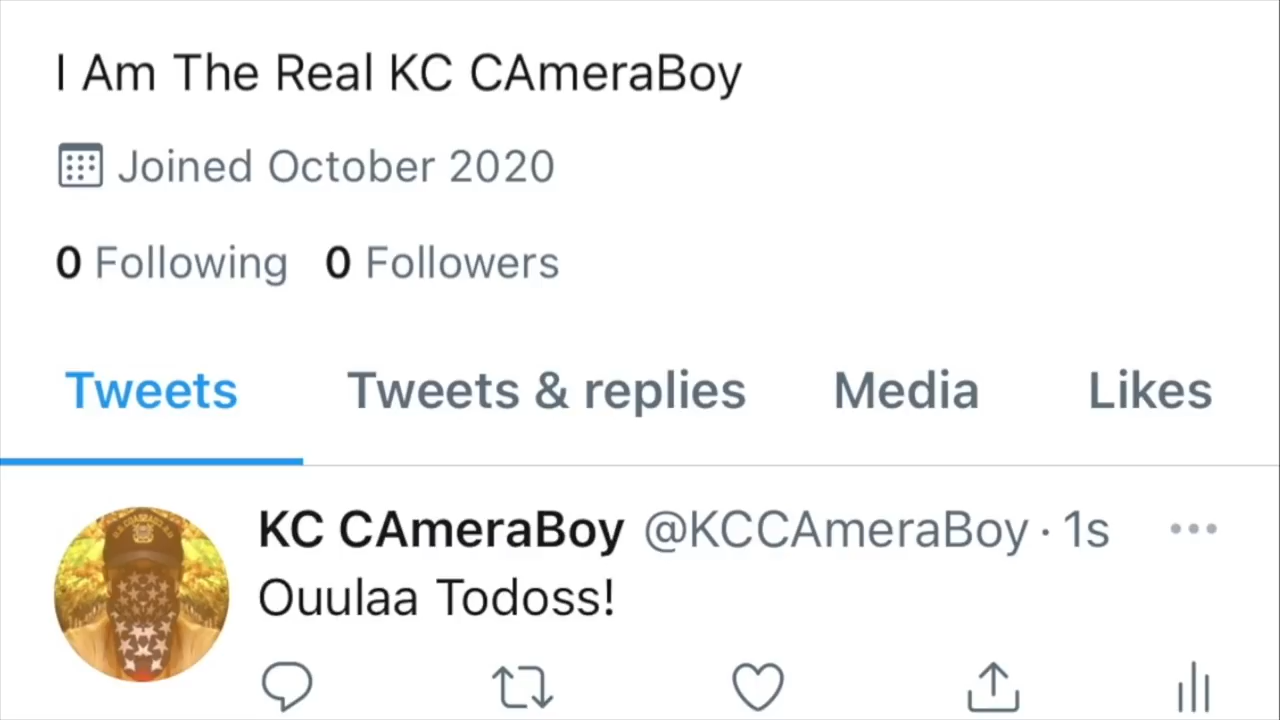 I Am The Real KC CAmeraBoy
Joined October 2020
0 Following 0 Followers
Tweets Tweets & replies Media Likes
KC CAmeraBoy @KCCAmeraBoy · 1s
Ouulaa Todoss!